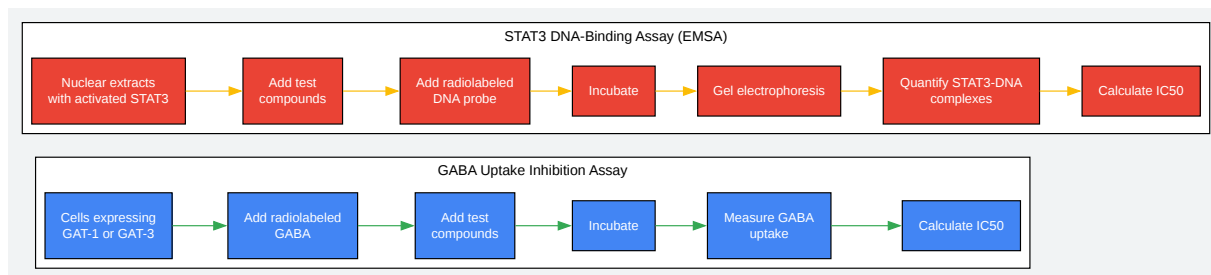 STAT3 DNA-Binding Assay (EMSA)
Nuclear extracts
with activated STAT3
Add test
compounds
Add radiolabeled
DNA probe
Incubate
Gel electrophoresis
Quantify STAT3-DNA
complexes
Calculate IC50
GABA Uptake Inhibition Assay
Cells expressing
GAT-1 or GAT-3
Add radiolabeled
GABA
Add test
compounds
Incubate
Measure GABA
uptake
Calculate IC50